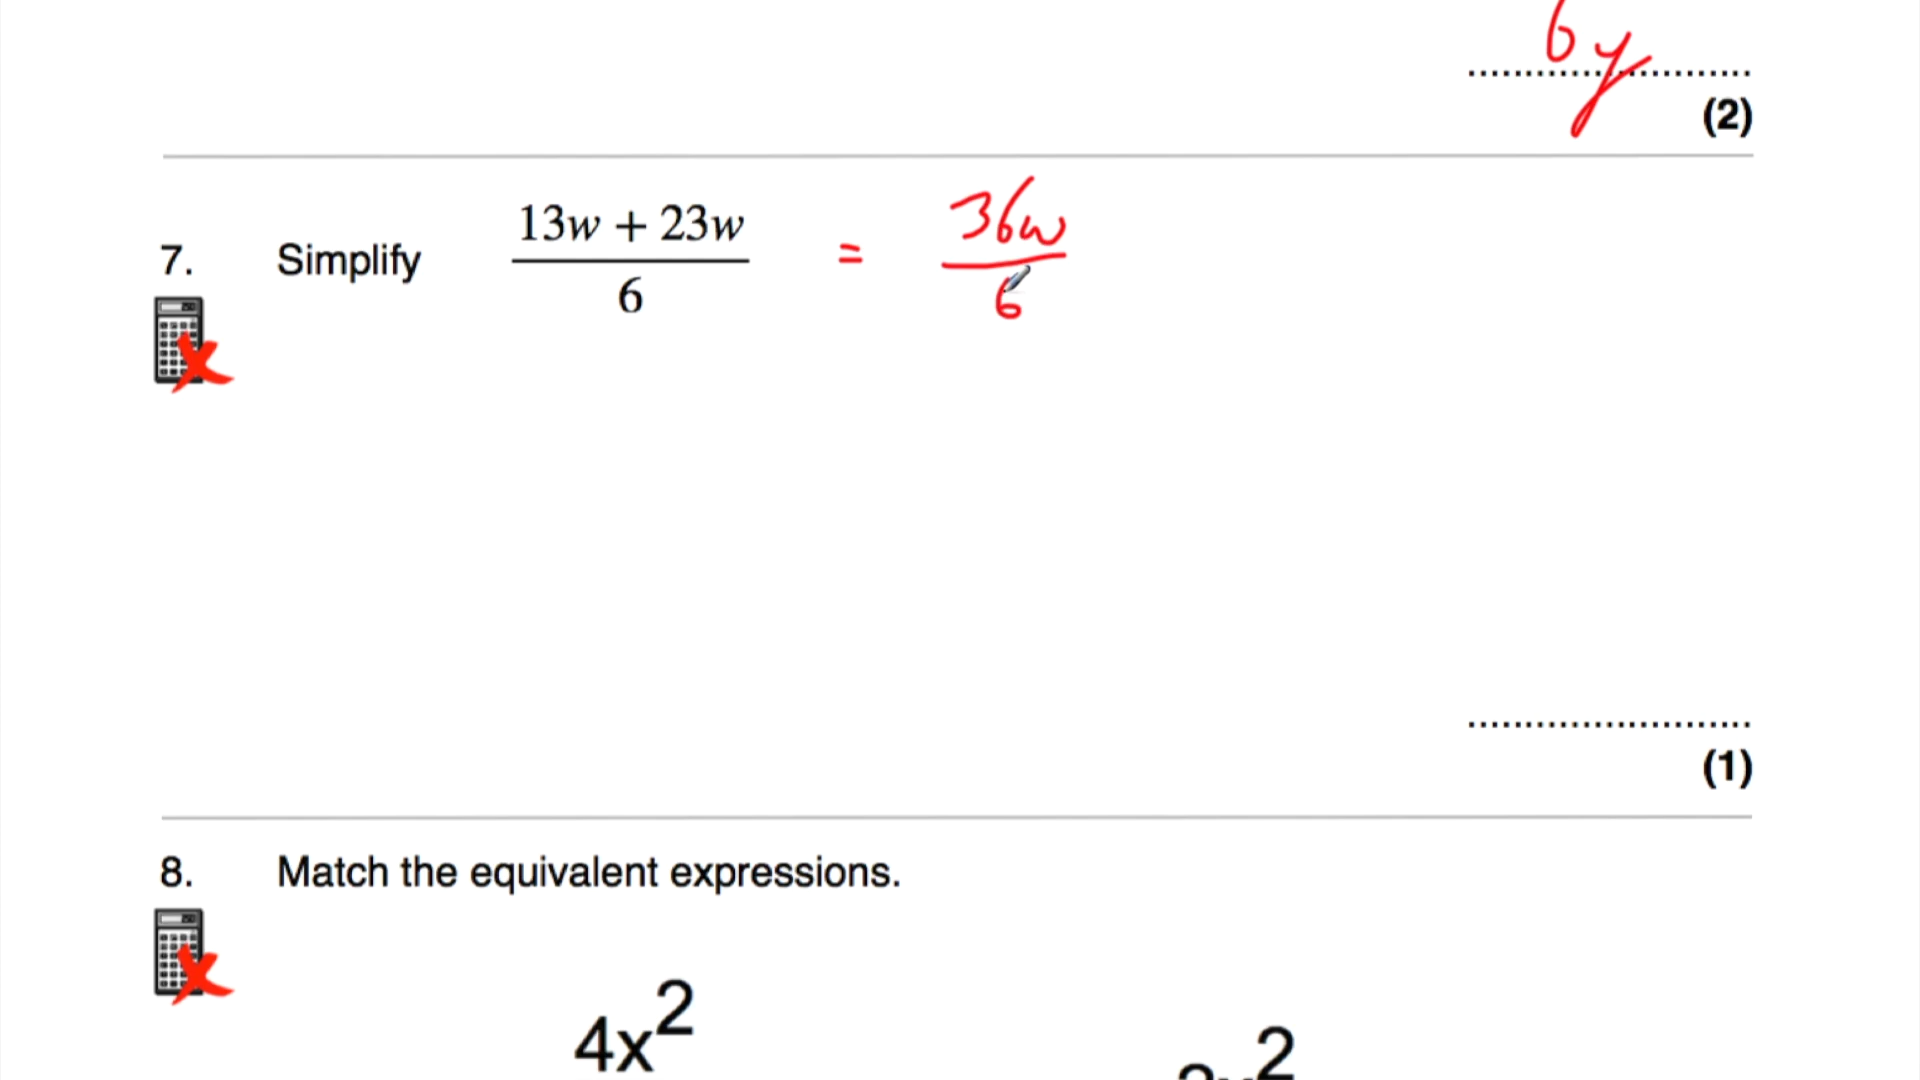 6y
(2)
7. Simplify 13w + 23w = 36w
6 6
(1)
8. Match the equivalent expressions.
4x²